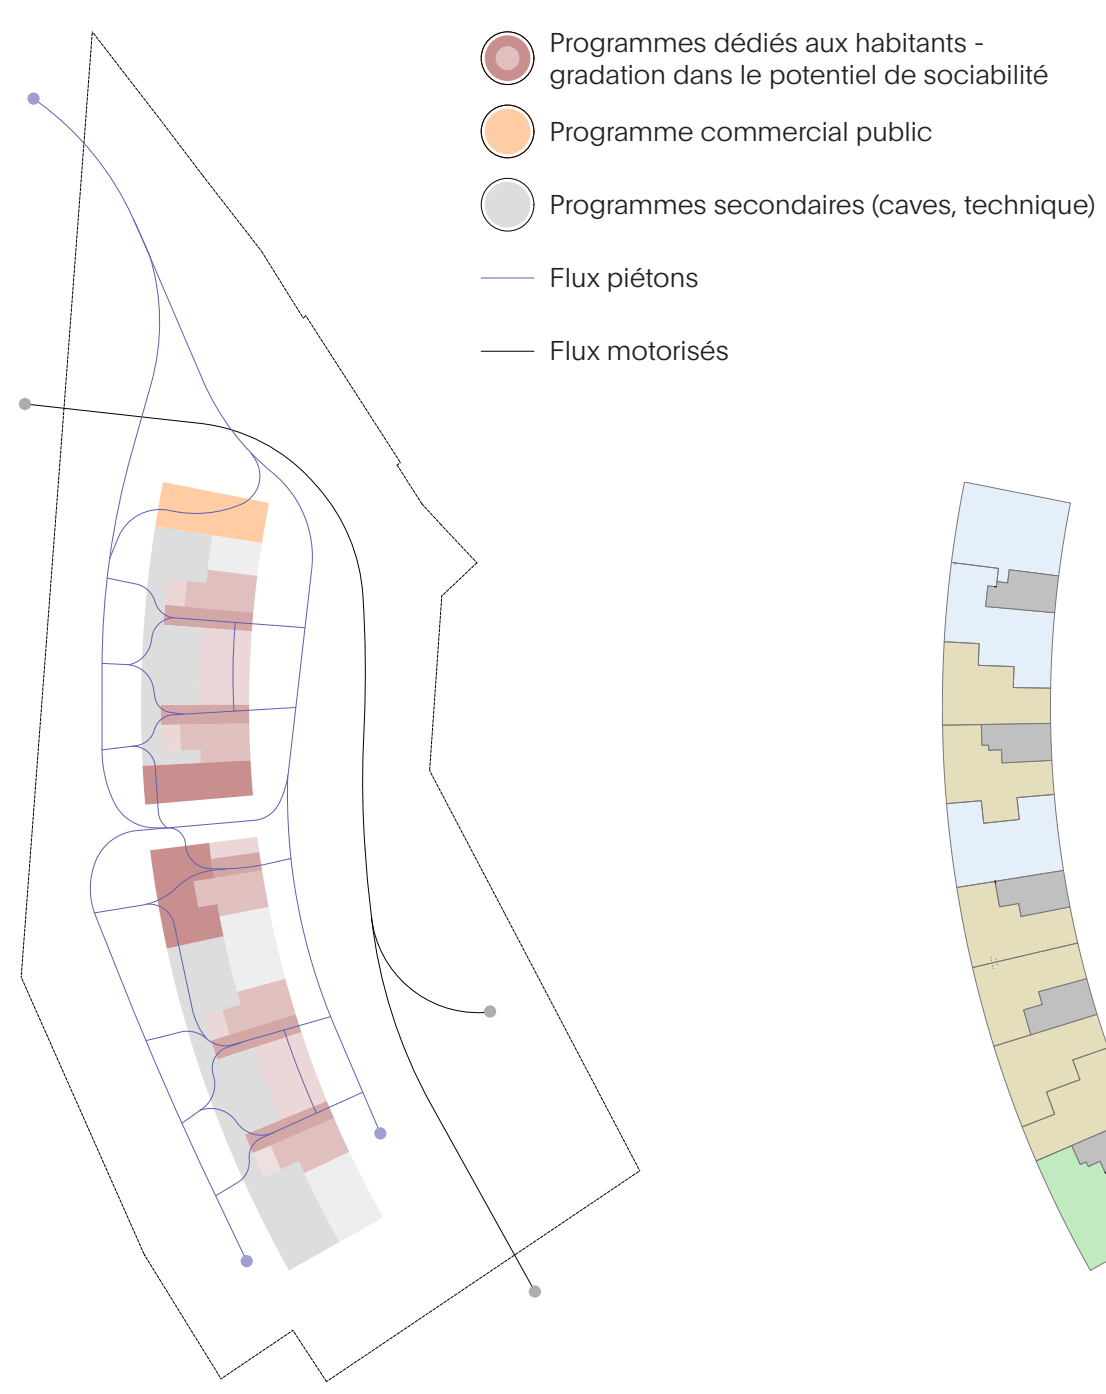 Programmes dédiés aux habitants -
gradation dans le potentiel de sociabilité
Programme commercial public
Programmes secondaires (caves, technique)
Flux piétons
Flux motorisés